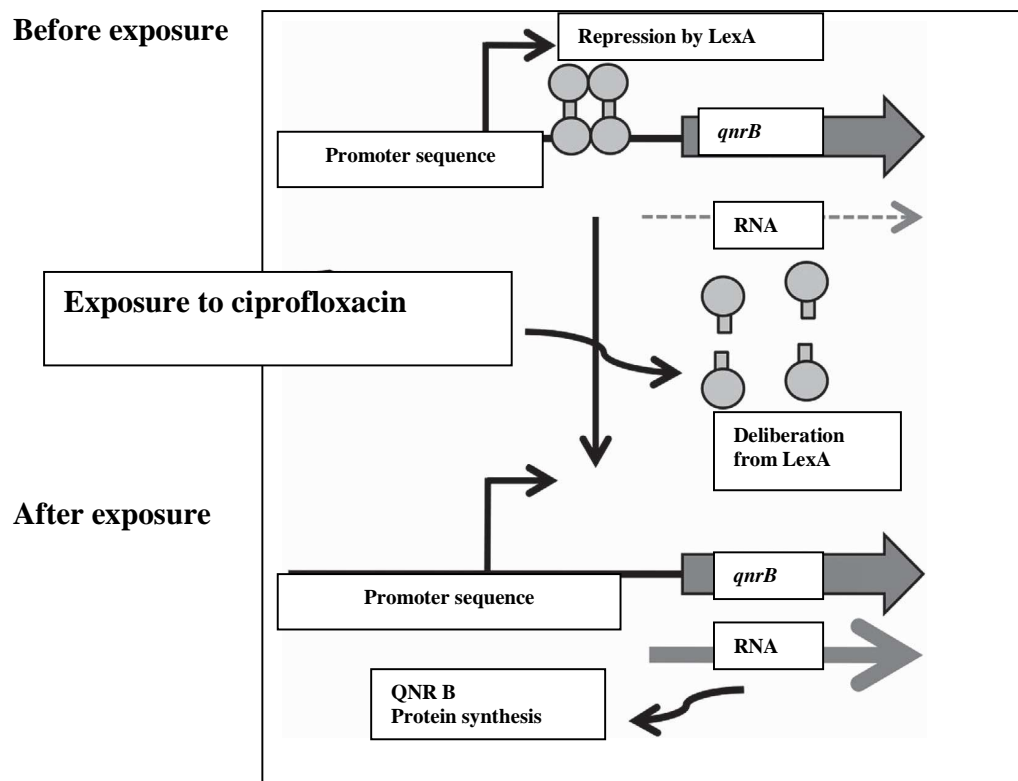 Before exposure
Repression by LexA
qnrB
Promoter sequence
RNA
Exposure to ciprofloxacin
Deliberation
from LexA
After exposure
qnrB
Promoter sequence
RNA
QNR B
Protein synthesis